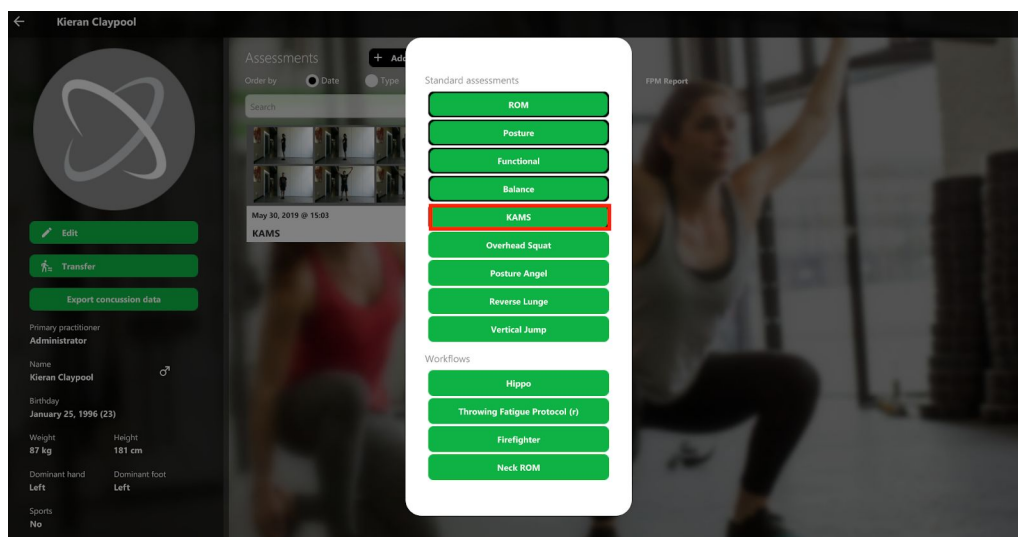 Kieran Claypool
Assessments
+ Add
Order by Date Type
Search
May 30, 2019 @ 15:03
KAMS
FPM Report
Edit
Transfer
Export concussion data
Primary practitioner
Administrator
Name
Kieran Claypool
Birthday
January 25, 1996 (23)
Weight Height
87 kg 181 cm
Dominant hand Dominant foot
Left Left
Sports
No
Standard assessments
ROM
Posture
Functional
Balance
KAMS
Overhead Squat
Posture Angel
Reverse Lunge
Vertical Jump
Workflows
Hippo
Throwing Fatigue Protocol (r)
Firefighter
Neck ROM